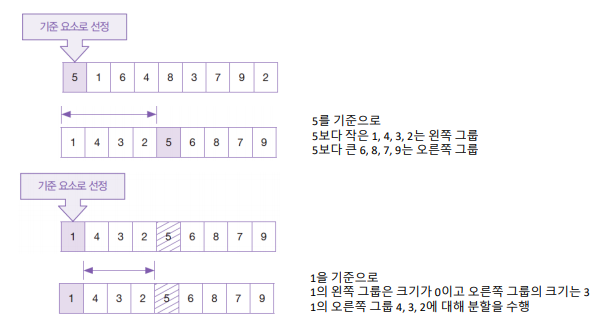 기준 요소로 선정
5 1 6 4 8 3 7 9 2
5를 기준으로
5보다 작은 1, 4, 3, 2는 왼쪽 그룹
5보다 큰 6, 8, 7, 9는 오른쪽 그룹
1 4 3 2 5 6 8 7 9
기준 요소로 선정
1 4 3 2 5 6 8 7 9
1을 기준으로
1의 왼쪽 그룹은 크기가 0이고 오른쪽 그룹의 크기는 3
1의 오른쪽 그룹 4, 3, 2에 대해 분할을 수행
1 4 3 2 5 6 8 7 9